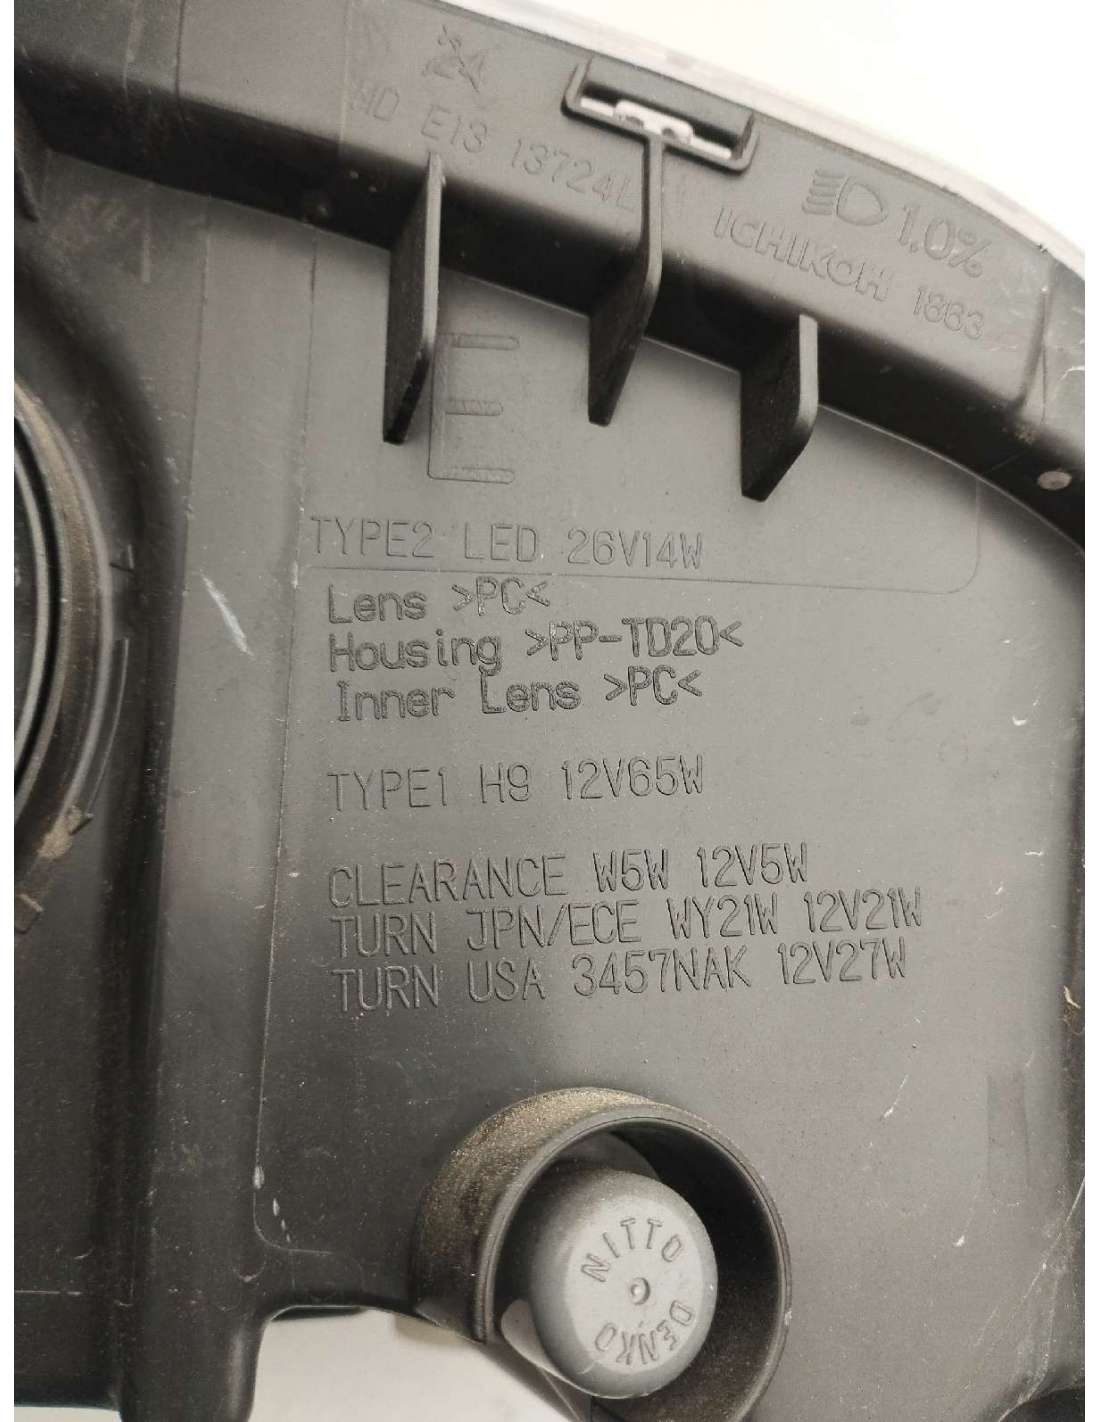 24
HD E13 13724L ICHIKOH 1863
1.0%
E
TYPE2 LED 26V14W
Lens >PC<
Housing >PP-TD20<
Inner Lens >PC<
TYPE1 H9 12V65W
CLEARANCE W5W 12V5W
TURN JPN/ECE WY21W 12V21W
TURN USA 3457NAK 12V27W
NITTO
DENKO